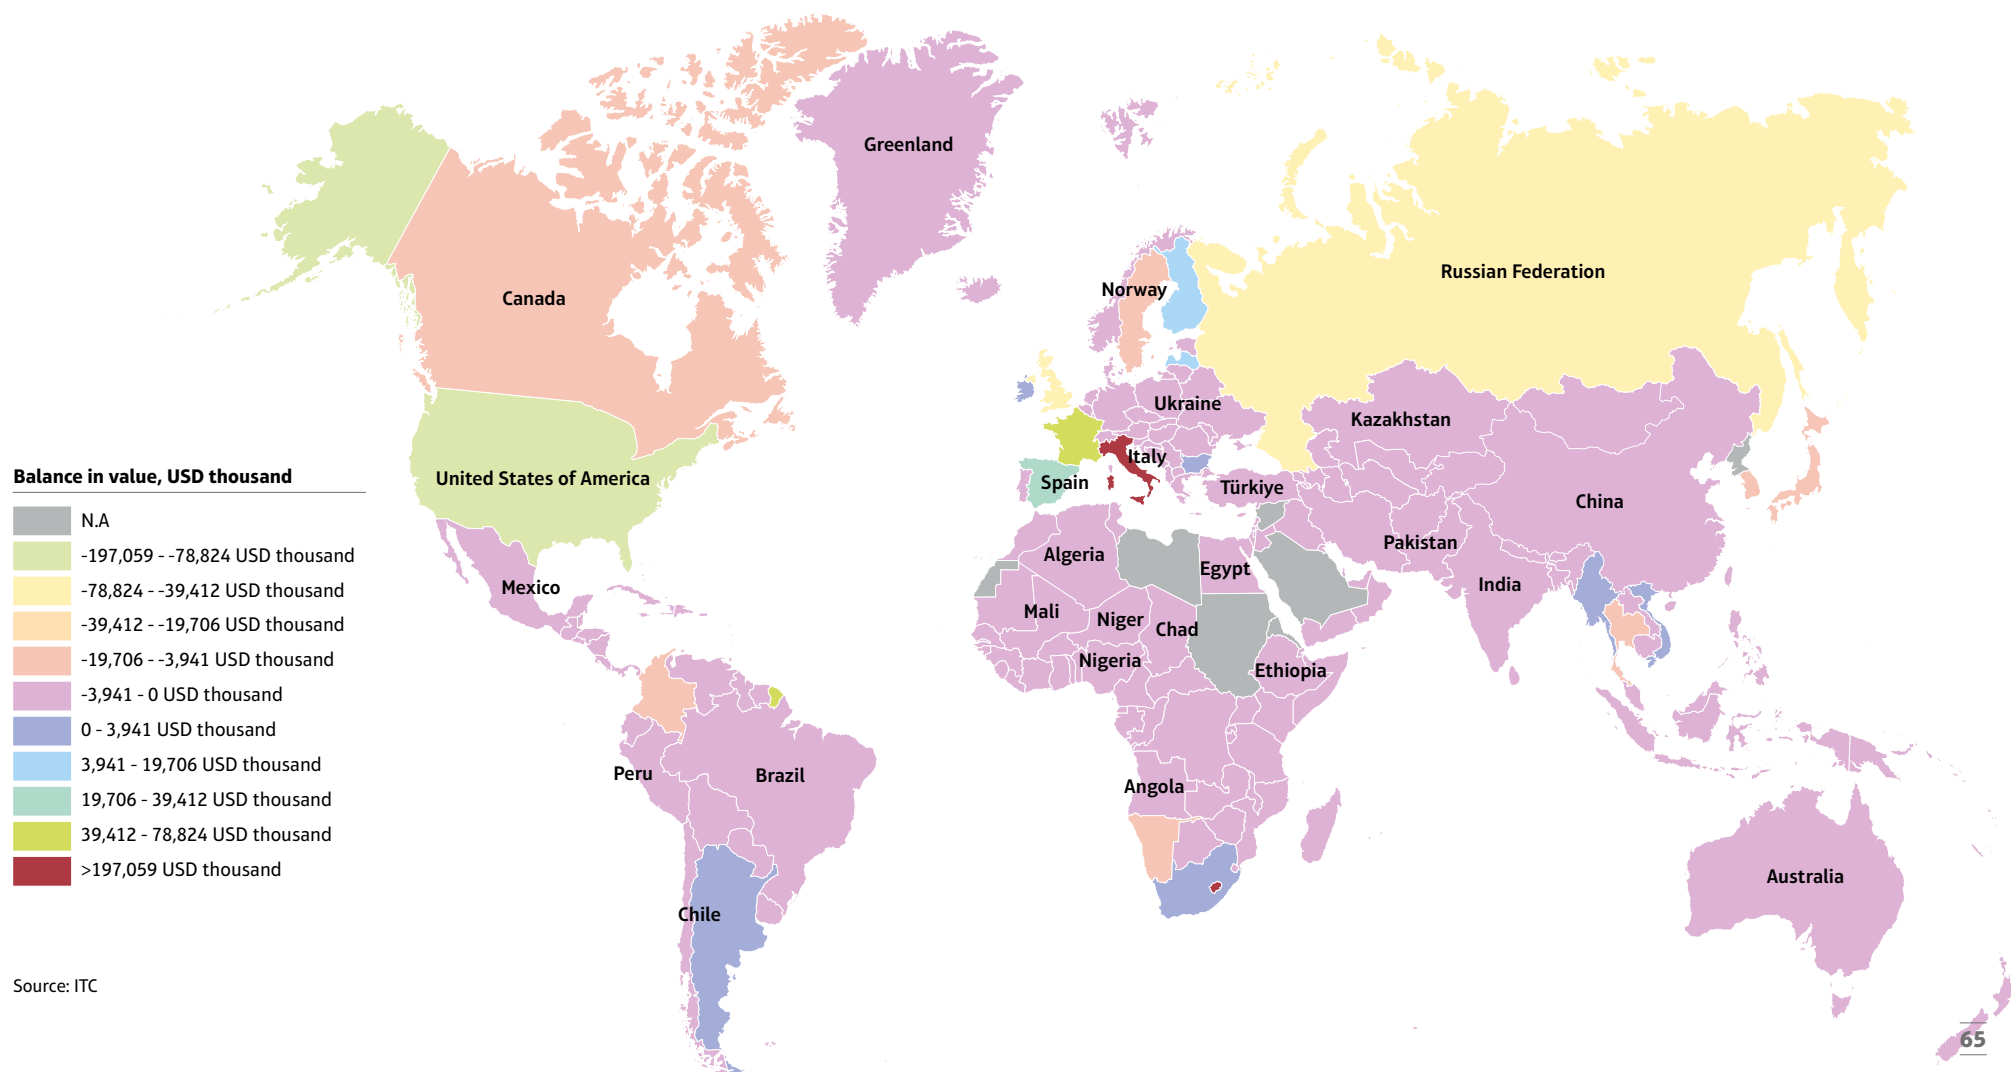 Greenland
Canada
Norway
Russian Federation
Ukraine
Kazakhstan
Italy
Spain
Türkiye
United States of America
China
Balance in value, USD thousand
N.A
-197,059 - -78,824 USD thousand
-78,824 - -39,412 USD thousand
-39,412 - -19,706 USD thousand
-19,706 - -3,941 USD thousand
-3,941 - 0 USD thousand
0 - 3,941 USD thousand
3,941 - 19,706 USD thousand
19,706 - 39,412 USD thousand
39,412 - 78,824 USD thousand
>197,059 USD thousand
Mexico
Algeria
Egypt
Pakistan
India
Mali
Niger
Chad
Nigeria
Ethiopia
Peru
Brazil
Angola
Chile
Australia
Source: ITC
65